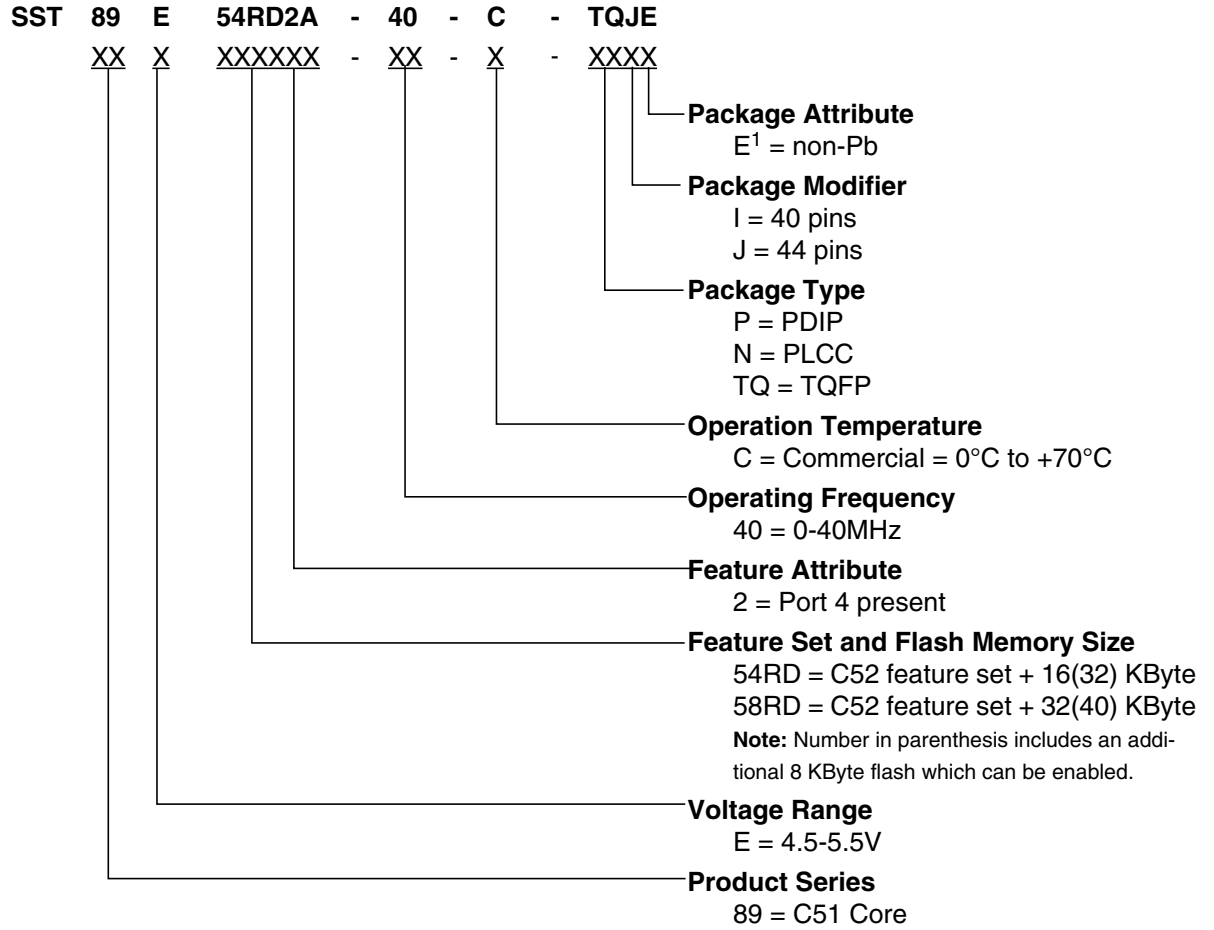 SST 89 E 54RD2A - 40 - C - TQJE
XX X XXXXXX - XX - X - XXXX
Package Attribute
E1 = non-Pb
Package Modifier
I = 40 pins
J = 44 pins
Package Type
P = PDIP
N = PLCC
TQ = TQFP
Operation Temperature
C = Commercial = 0°C to +70°C
Operating Frequency
40 = 0-40MHz
Feature Attribute
2 = Port 4 present
Feature Set and Flash Memory Size
54RD = C52 feature set + 16(32) KByte
58RD = C52 feature set + 32(40) KByte
Note: Number in parenthesis includes an addi-
tional 8 KByte flash which can be enabled.
Voltage Range
E = 4.5-5.5V
Product Series
89 = C51 Core